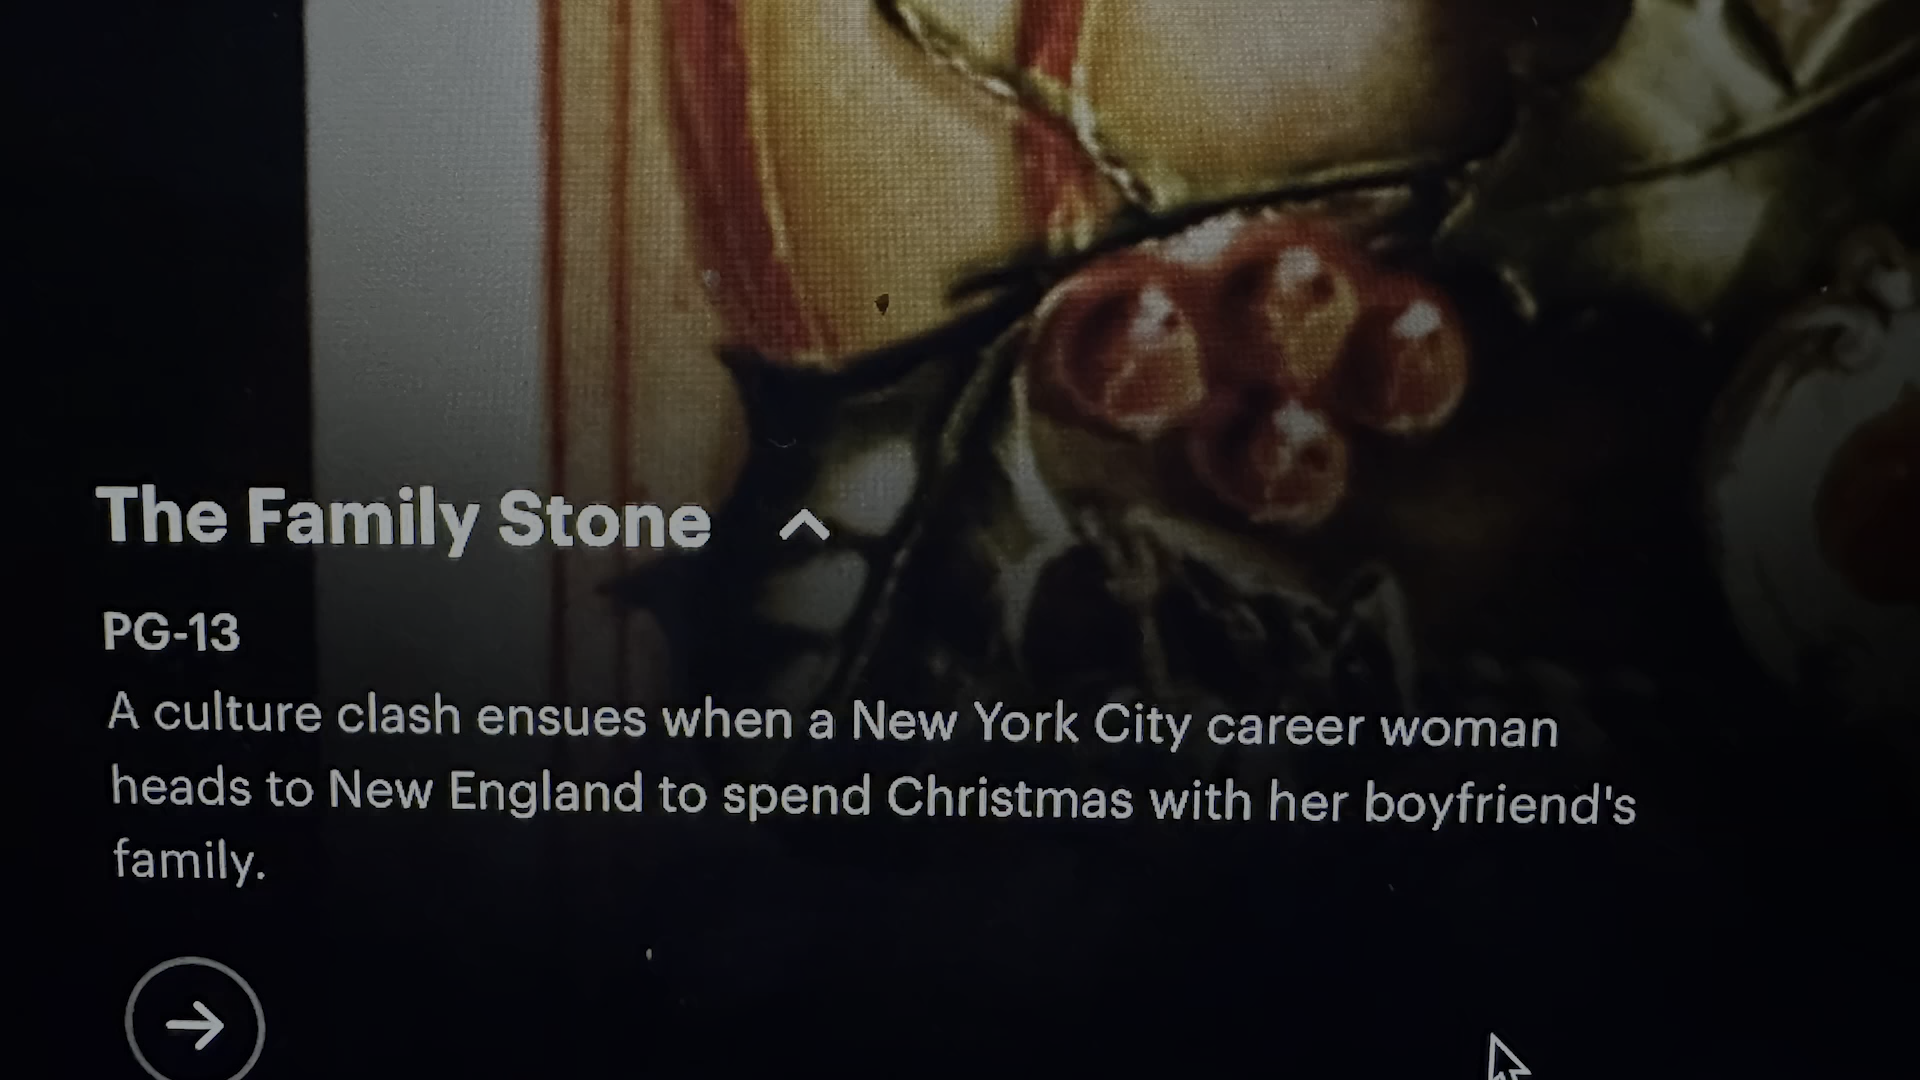 The Family Stone
PG-13
A culture clash ensues when a New York City career woman
heads to New England to spend Christmas with her boyfriend's
family.